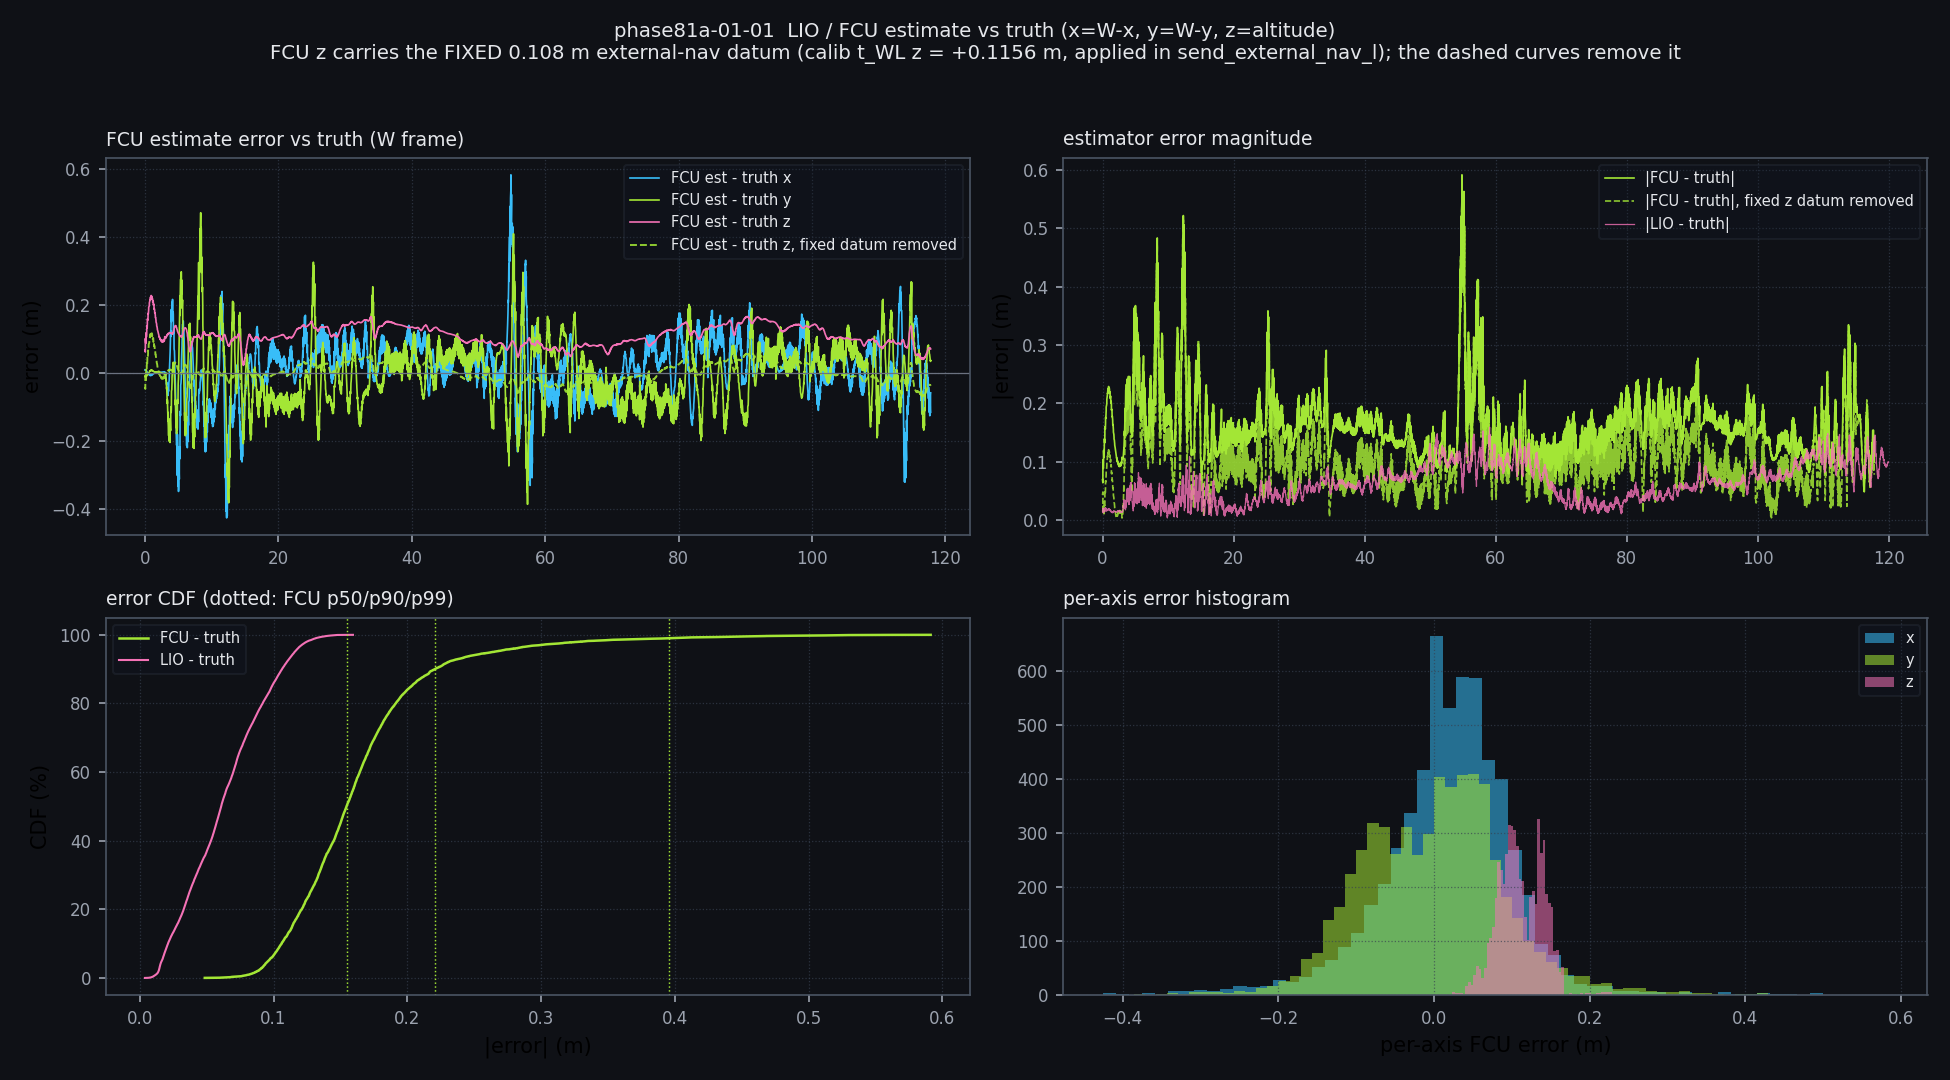 phase81a-01-01  LIO / FCU estimate vs truth (x=W-x, y=W-y, z=altitude)
FCU z carries the FIXED 0.108 m external-nav datum (calib t_WL z = +0.1156 m, applied in send_external_nav_l); the dashed curves remove it
FCU estimate error vs truth (W frame)
error (m)
0.6
0.4
0.2
0.0
−0.2
−0.4
0 20 40 60 80 100 120
FCU est - truth x
FCU est - truth y
FCU est - truth z
FCU est - truth z, fixed datum removed
estimator error magnitude
|error| (m)
0.6
0.5
0.4
0.3
0.2
0.1
0.0
0 20 40 60 80 100 120
|FCU - truth|
|FCU - truth|, fixed z datum removed
|LIO - truth|
error CDF (dotted: FCU p50/p90/p99)
CDF (%)
100
80
60
40
20
0
0.0 0.1 0.2 0.3 0.4 0.5 0.6
|error| (m)
FCU - truth
LIO - truth
per-axis error histogram
600
500
400
300
200
100
0
−0.4 −0.2 0.0 0.2 0.4 0.6
per-axis FCU error (m)
x
y
z